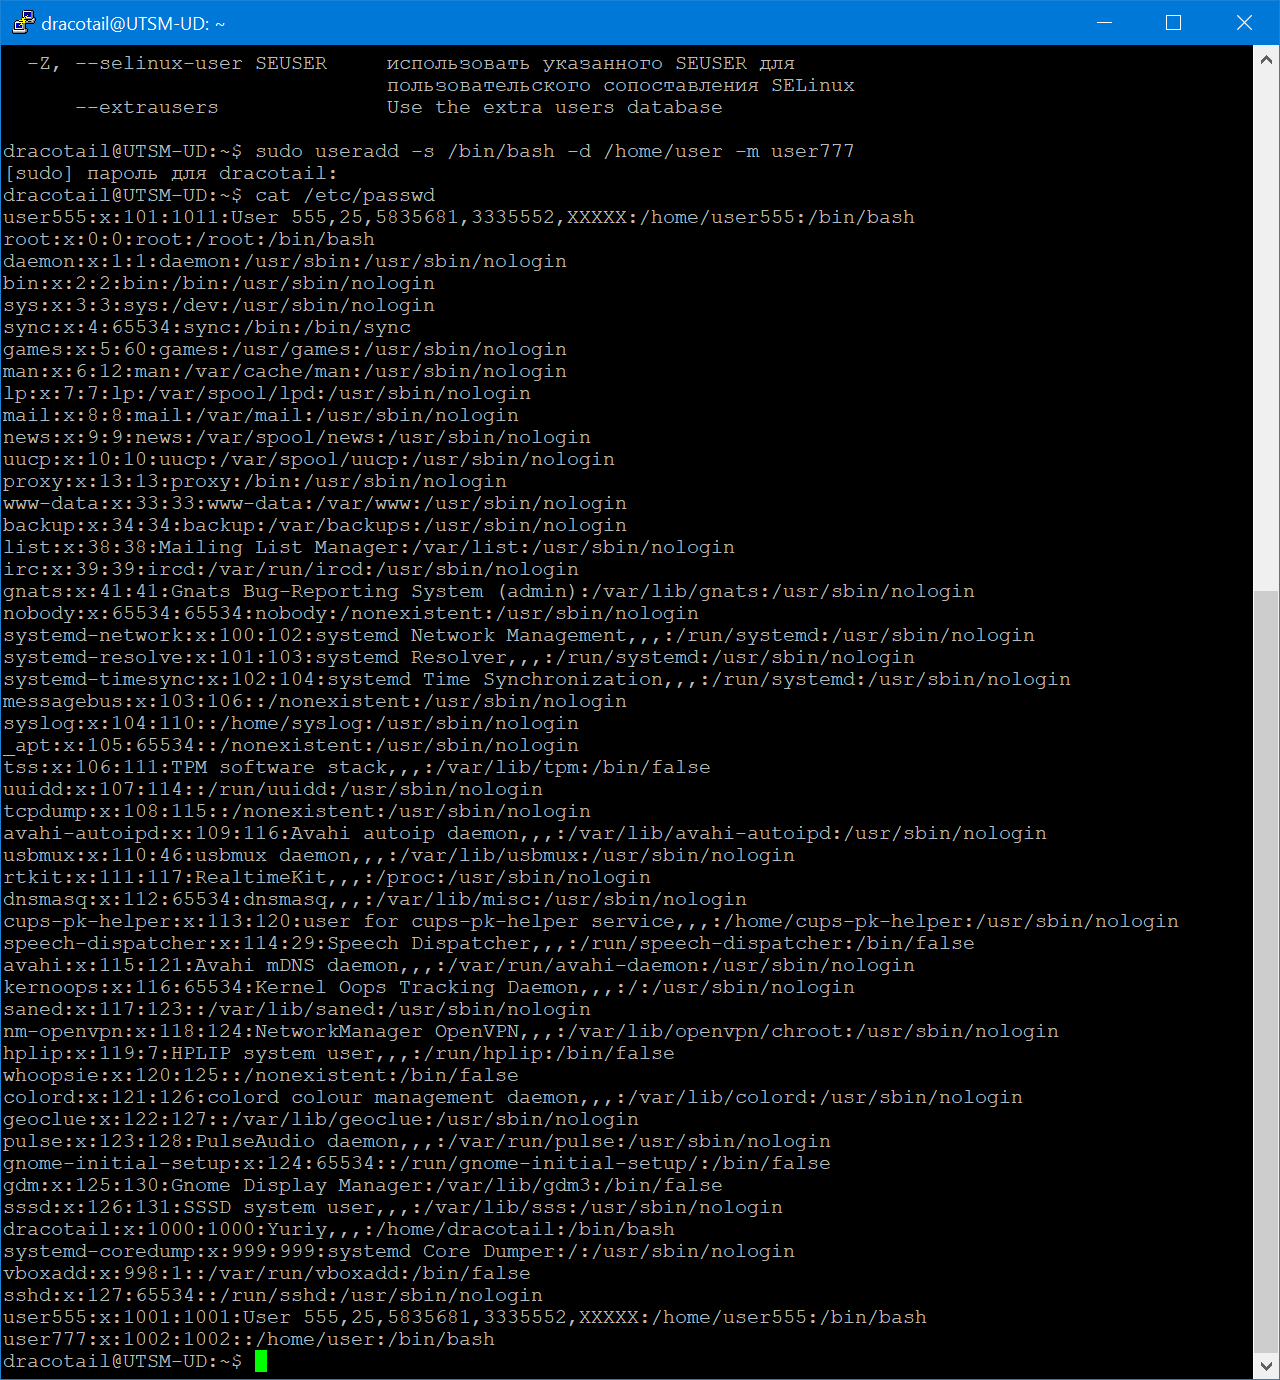 dracotail@UTSM-UD: ~
-Z, --selinux-user SEUSER     использовать указанного SEUSER для
пользовательского сопоставления SELinux
--extrausers              Use the extra users database
dracotail@UTSM-UD:~$ sudo useradd -s /bin/bash -d /home/user -m user777
[sudo] пароль для dracotail:
dracotail@UTSM-UD:~$ cat /etc/passwd
user555:x:101:1011:User 555,25,5835681,3335552,XXXXX:/home/user555:/bin/bash
root:x:0:0:root:/root:/bin/bash
daemon:x:1:1:daemon:/usr/sbin:/usr/sbin/nologin
bin:x:2:2:bin:/bin:/usr/sbin/nologin
sys:x:3:3:sys:/dev:/usr/sbin/nologin
sync:x:4:65534:sync:/bin:/bin/sync
games:x:5:60:games:/usr/games:/usr/sbin/nologin
man:x:6:12:man:/var/cache/man:/usr/sbin/nologin
lp:x:7:7:lp:/var/spool/lpd:/usr/sbin/nologin
mail:x:8:8:mail:/var/mail:/usr/sbin/nologin
news:x:9:9:news:/var/spool/news:/usr/sbin/nologin
uucp:x:10:10:uucp:/var/spool/uucp:/usr/sbin/nologin
proxy:x:13:13:proxy:/bin:/usr/sbin/nologin
www-data:x:33:33:www-data:/var/www:/usr/sbin/nologin
backup:x:34:34:backup:/var/backups:/usr/sbin/nologin
list:x:38:38:Mailing List Manager:/var/list:/usr/sbin/nologin
irc:x:39:39:ircd:/var/run/ircd:/usr/sbin/nologin
gnats:x:41:41:Gnats Bug-Reporting System (admin):/var/lib/gnats:/usr/sbin/nologin
nobody:x:65534:65534:nobody:/nonexistent:/usr/sbin/nologin
systemd-network:x:100:102:systemd Network Management,,,:/run/systemd:/usr/sbin/nologin
systemd-resolve:x:101:103:systemd Resolver,,,:/run/systemd:/usr/sbin/nologin
systemd-timesync:x:102:104:systemd Time Synchronization,,,:/run/systemd:/usr/sbin/nologin
messagebus:x:103:106::/nonexistent:/usr/sbin/nologin
syslog:x:104:110::/home/syslog:/usr/sbin/nologin
_apt:x:105:65534::/nonexistent:/usr/sbin/nologin
tss:x:106:111:TPM software stack,,,:/var/lib/tpm:/bin/false
uuidd:x:107:114::/run/uuidd:/usr/sbin/nologin
tcpdump:x:108:115::/nonexistent:/usr/sbin/nologin
avahi-autoipd:x:109:116:Avahi autoip daemon,,,:/var/lib/avahi-autoipd:/usr/sbin/nologin
usbmux:x:110:46:usbmux daemon,,,:/var/lib/usbmux:/usr/sbin/nologin
rtkit:x:111:117:RealtimeKit,,,:/proc:/usr/sbin/nologin
dnsmasq:x:112:65534:dnsmasq,,,:/var/lib/misc:/usr/sbin/nologin
cups-pk-helper:x:113:120:user for cups-pk-helper service,,,:/home/cups-pk-helper:/usr/sbin/nologin
speech-dispatcher:x:114:29:Speech Dispatcher,,,:/run/speech-dispatcher:/bin/false
avahi:x:115:121:Avahi mDNS daemon,,,:/var/run/avahi-daemon:/usr/sbin/nologin
kernoops:x:116:65534:Kernel Oops Tracking Daemon,,,:/:/usr/sbin/nologin
saned:x:117:123::/var/lib/saned:/usr/sbin/nologin
nm-openvpn:x:118:124:NetworkManager OpenVPN,,,:/var/lib/openvpn/chroot:/usr/sbin/nologin
hplip:x:119:7:HPLIP system user,,,:/run/hplip:/bin/false
whoopsie:x:120:125::/nonexistent:/bin/false
colord:x:121:126:colord colour management daemon,,,:/var/lib/colord:/usr/sbin/nologin
geoclue:x:122:127::/var/lib/geoclue:/usr/sbin/nologin
pulse:x:123:128:PulseAudio daemon,,,:/var/run/pulse:/usr/sbin/nologin
gnome-initial-setup:x:124:65534::/run/gnome-initial-setup/:/bin/false
gdm:x:125:130:Gnome Display Manager:/var/lib/gdm3:/bin/false
sssd:x:126:131:SSSD system user,,,:/var/lib/sss:/usr/sbin/nologin
dracotail:x:1000:1000:Yuriy,,,:/home/dracotail:/bin/bash
systemd-coredump:x:999:999:systemd Core Dumper:/:/usr/sbin/nologin
vboxadd:x:998:1::/var/run/vboxadd:/bin/false
sshd:x:127:65534::/run/sshd:/usr/sbin/nologin
user555:x:1001:1001:User 555,25,5835681,3335552,XXXXX:/home/user555:/bin/bash
user777:x:1002:1002::/home/user:/bin/bash
dracotail@UTSM-UD:~$